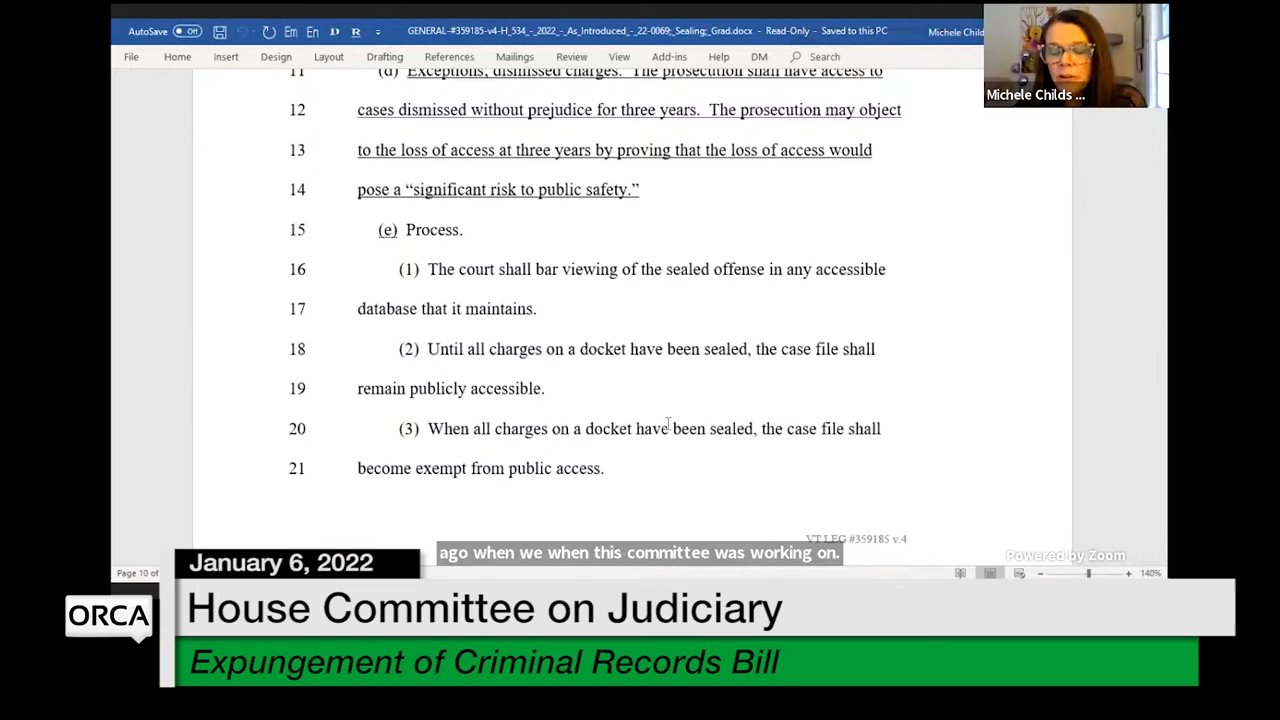 AutoSave Off Em En D R GENERAL-#359185-v4-H_534_-_2022_-_As_Introduced_-_22-0069;_Sealing;_Grad.docx - Read-Only - Saved to this PC Michele Child
File Home Insert Design Layout Drafting References Mailings Review View Add-ins Help DM Search
Michele Childs ...
11 (d) Exceptions, dismissed charges. The prosecution shall have access to
12 cases dismissed without prejudice for three years. The prosecution may object
13 to the loss of access at three years by proving that the loss of access would
14 pose a “significant risk to public safety.”
15 (e) Process.
16 (1) The court shall bar viewing of the sealed offense in any accessible
17 database that it maintains.
18 (2) Until all charges on a docket have been sealed, the case file shall
19 remain publicly accessible.
20 (3) When all charges on a docket have been sealed, the case file shall
21 become exempt from public access.
VT LEG #359185 v.4
ago when we when this committee was working on.
Powered by Zoom
Page 10 of 140%
January 6, 2022
ORCA
House Committee on Judiciary
Expungement of Criminal Records Bill